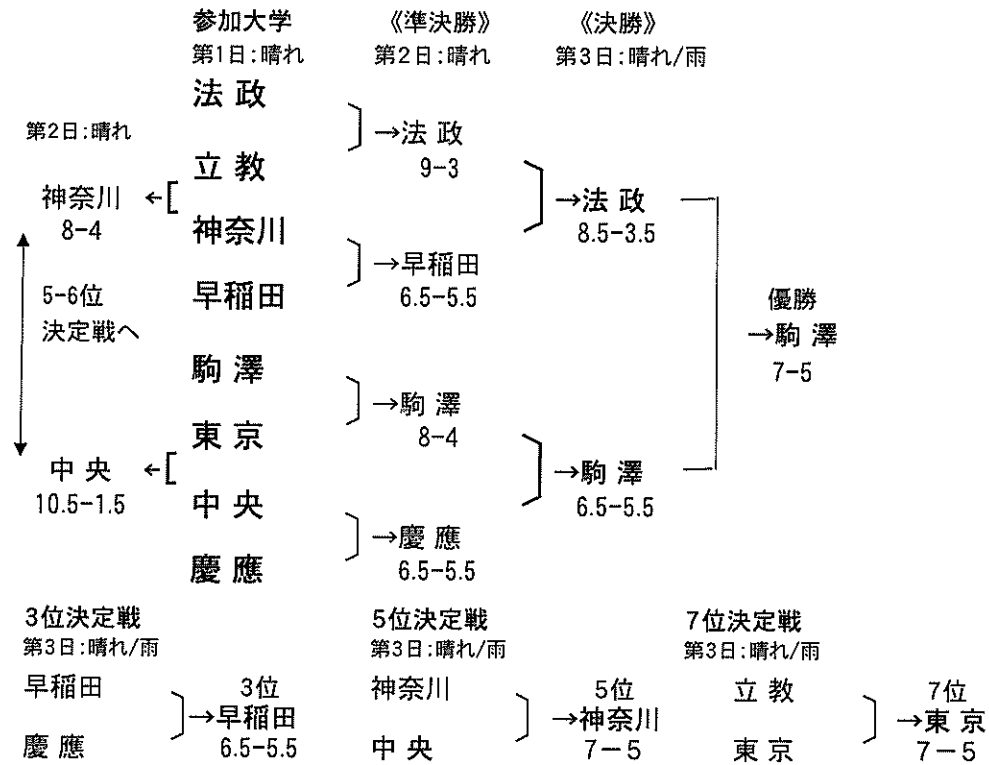 参加大学 《準決勝》 《決勝》
第1日:晴れ 第2日:晴れ 第3日:晴れ/雨
法 政
第2日:晴れ →法 政
9-3
立 教
神奈川 ← →法 政
8-4 8.5-3.5
神奈川
→早稲田
6.5-5.5
5-6位
決定戦へ
早稲田
優勝
→駒 澤
7-5
駒 澤
→駒 澤
8-4
東 京
中 央 ← →駒 澤
10.5-1.5 6.5-5.5
中 央
→慶 應
6.5-5.5
慶 應
3位決定戦 5位決定戦 7位決定戦
第3日:晴れ/雨 第3日:晴れ/雨 第3日:晴れ/雨
早稲田 3位 神奈川 5位 立 教 7位
→早稲田 →神奈川 →東 京
慶 應 6.5-5.5 中 央 7-5 東 京 7-5